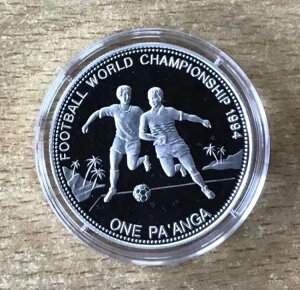 FOOTBALL WORLD CHAMPIONSHIP 1994
ONE PA'ANGA